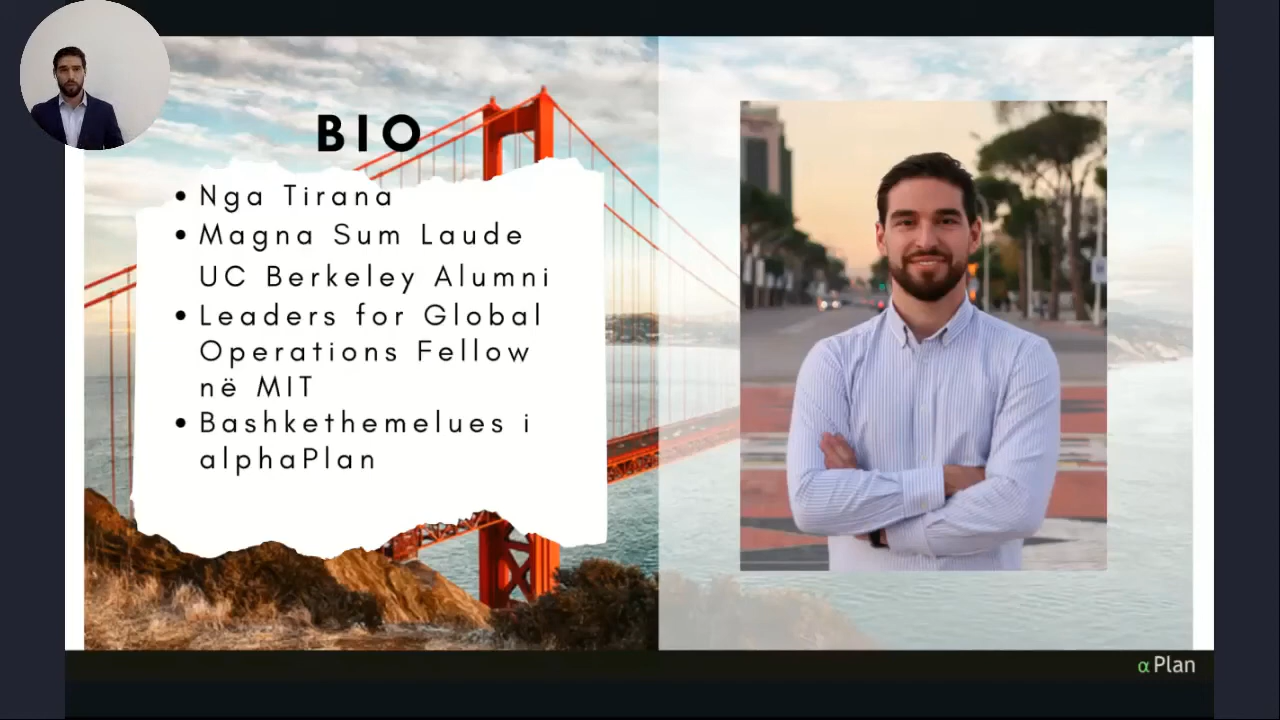 BIO
• Nga Tirana
• Magna Sum Laude
UC Berkeley Alumni
• Leaders for Global
Operations Fellow
në MIT
• Bashkethemelues i
alphaPlan
αPlan